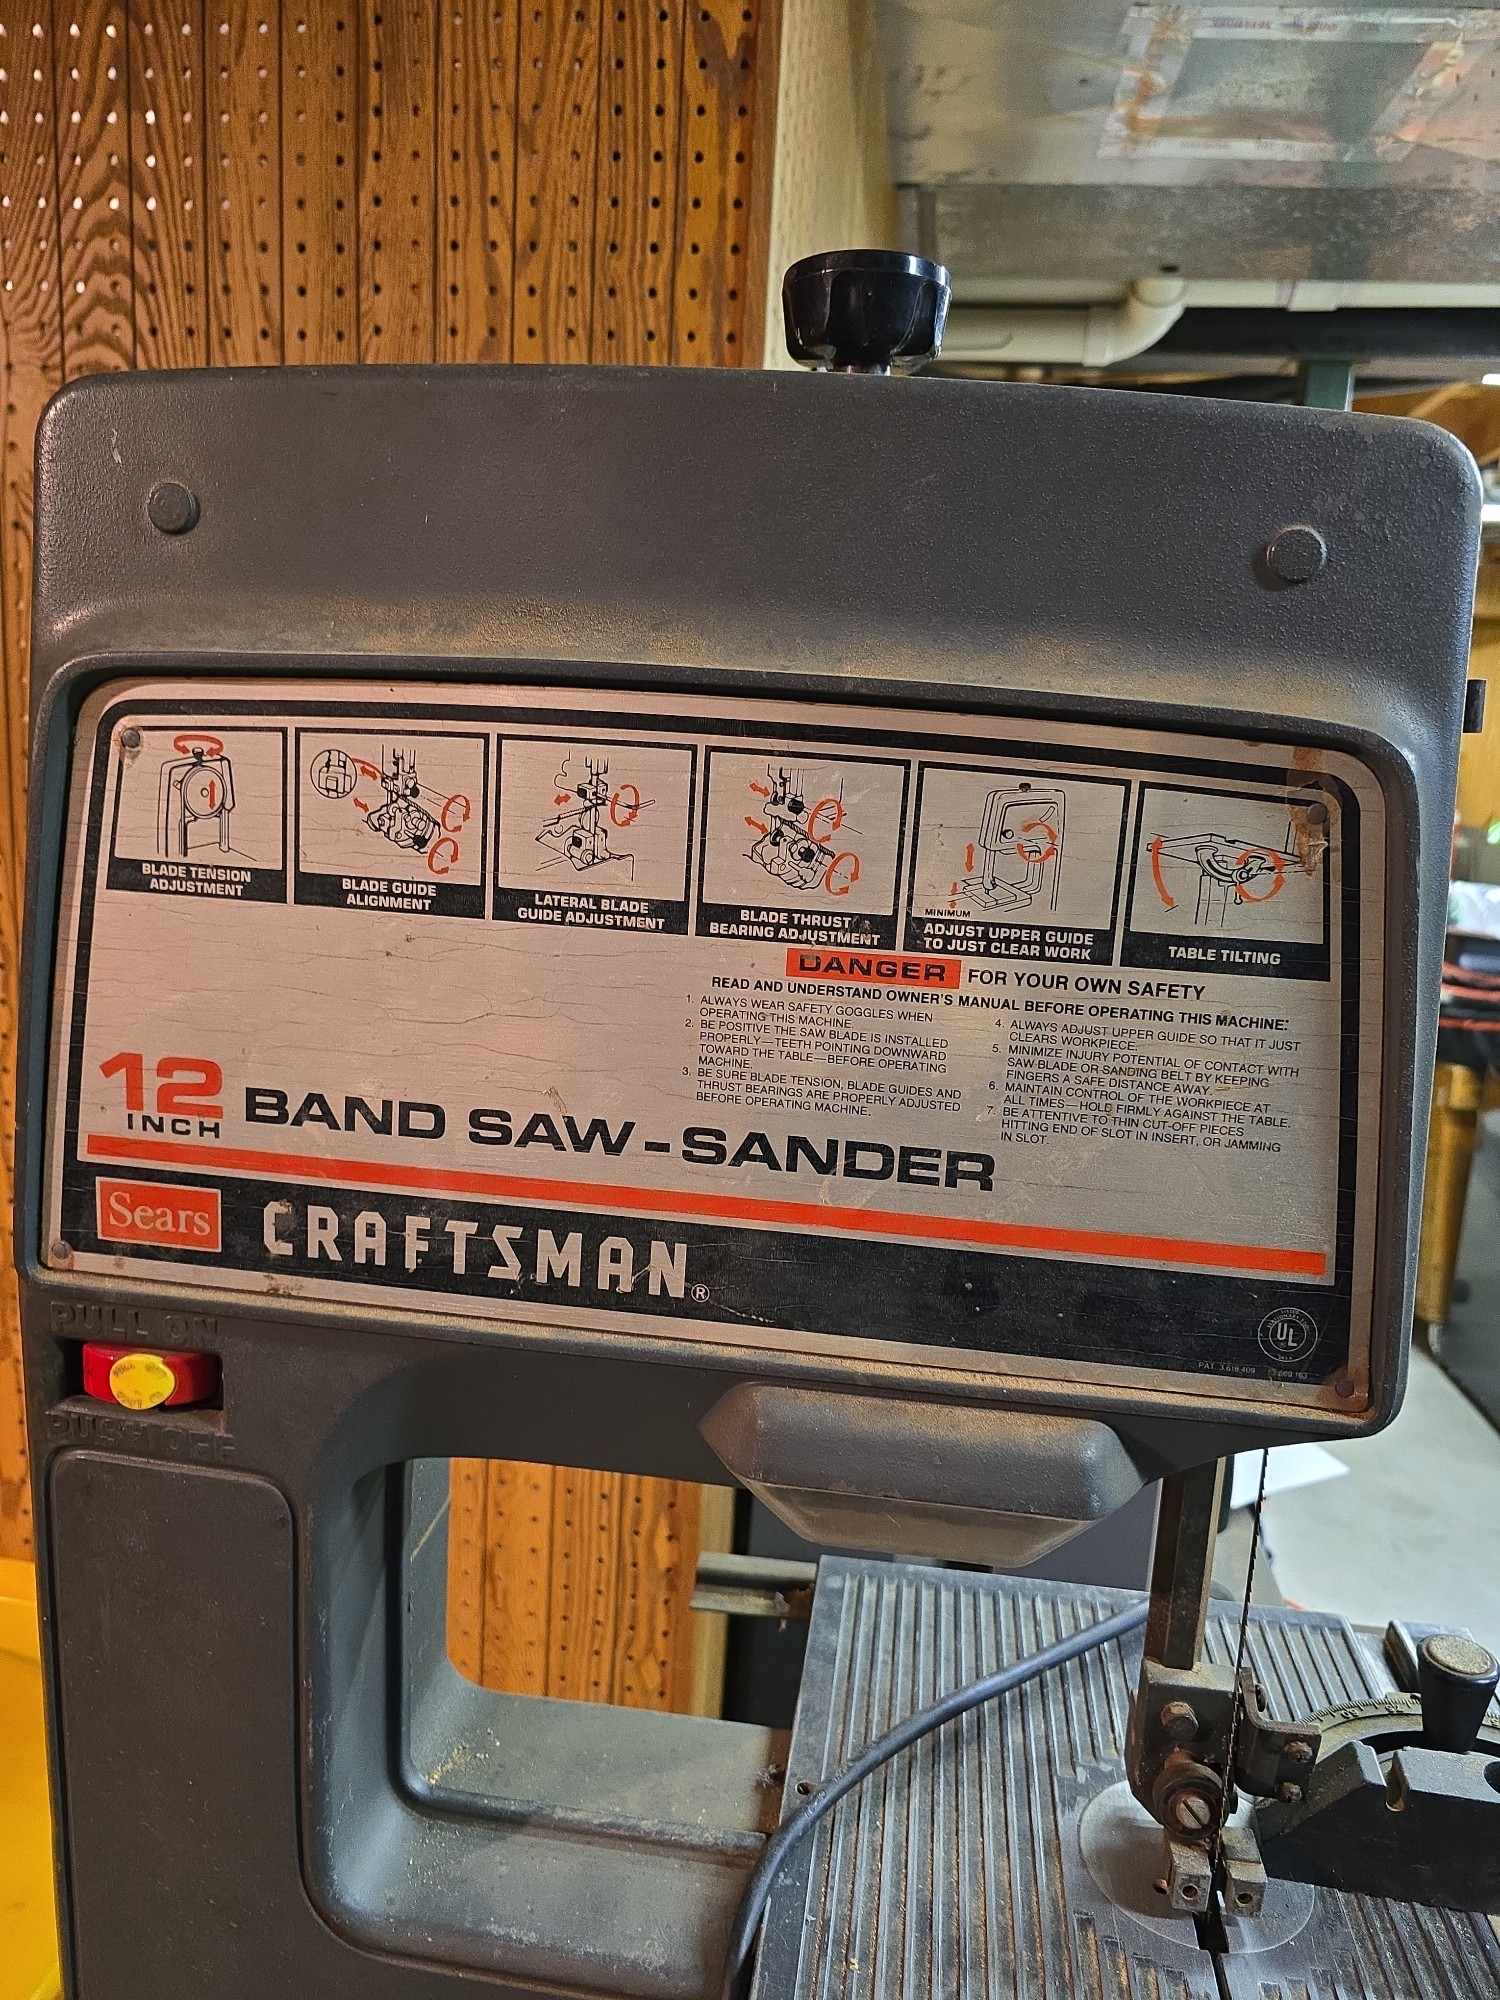 BLADE TENSION
ADJUSTMENT
BLADE GUIDE
ALIGNMENT
LATERAL BLADE
GUIDE ADJUSTMENT
BLADE THRUST
BEARING ADJUSTMENT
MINIMUM
ADJUST UPPER GUIDE
TO JUST CLEAR WORK
TABLE TILTING
DANGER FOR YOUR OWN SAFETY
READ AND UNDERSTAND OWNER'S MANUAL BEFORE OPERATING THIS MACHINE:
1. ALWAYS WEAR SAFETY GOGGLES WHEN
OPERATING THIS MACHINE.
2. BE POSITIVE THE SAW BLADE IS INSTALLED
PROPERLY—TEETH POINTING DOWNWARD
TOWARD THE TABLE—BEFORE OPERATING
MACHINE.
3. BE SURE BLADE TENSION, BLADE GUIDES AND
THRUST BEARINGS ARE PROPERLY ADJUSTED
BEFORE OPERATING MACHINE.
4. ALWAYS ADJUST UPPER GUIDE SO THAT IT JUST
CLEARS WORKPIECE.
5. MINIMIZE INJURY POTENTIAL OF CONTACT WITH
SAW BLADE OR SANDING BELT BY KEEPING
FINGERS A SAFE DISTANCE AWAY.
6. MAINTAIN CONTROL OF THE WORKPIECE AT
ALL TIMES—HOLD FIRMLY AGAINST THE TABLE.
7. BE ATTENTIVE TO THIN CUT-OFF PIECES
HITTING END OF SLOT IN INSERT, OR JAMMING
IN SLOT.
12
INCH
BAND SAW-SANDER
Sears
CRAFTSMAN®
UL
PAT. 3,618,409
PULL ON
PUSH OFF